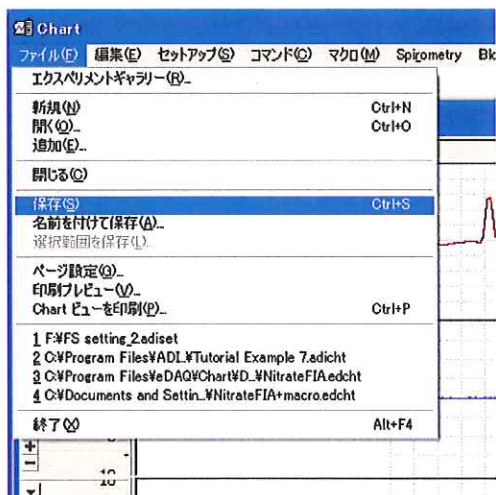 Chart
ファイル(F) 編集(E) セットアップ(S) コマンド(C) マクロ(M) Spirometry Bk
エクスペリメントギャラリー(R)...
新規(N) Ctrl+N
開く(O)... Ctrl+O
追加(E)...
閉じる(C)
保存(S) Ctrl+S
名前を付けて保存(A)...
選択範囲を保存(L)...
ページ設定(G)...
印刷プレビュー(V)...
Chart ビューを印刷(P)... Ctrl+P
1 F:¥FS setting_2.adiset
2 C:¥Program Files¥ADI...¥Tutorial Example 7.adicht
3 C:¥Program Files¥eDAQ¥Chart¥D...¥NitrateFIA.edcht
4 C:¥Documents and Settin...¥NitrateFIA+macro.edcht
終了(X) Alt+F4
10